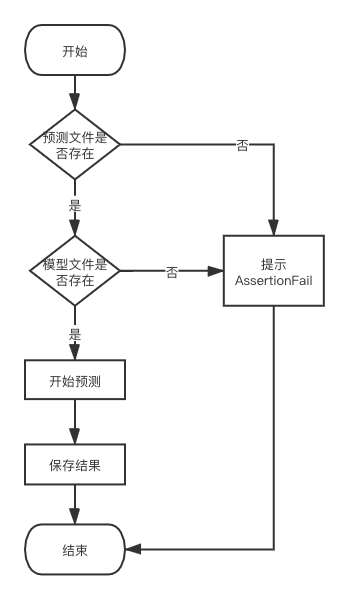 开始
预测文件是
否存在
否
是
模型文件是
否存在
否
提示
AssertionFail
是
开始预测
保存结果
结束